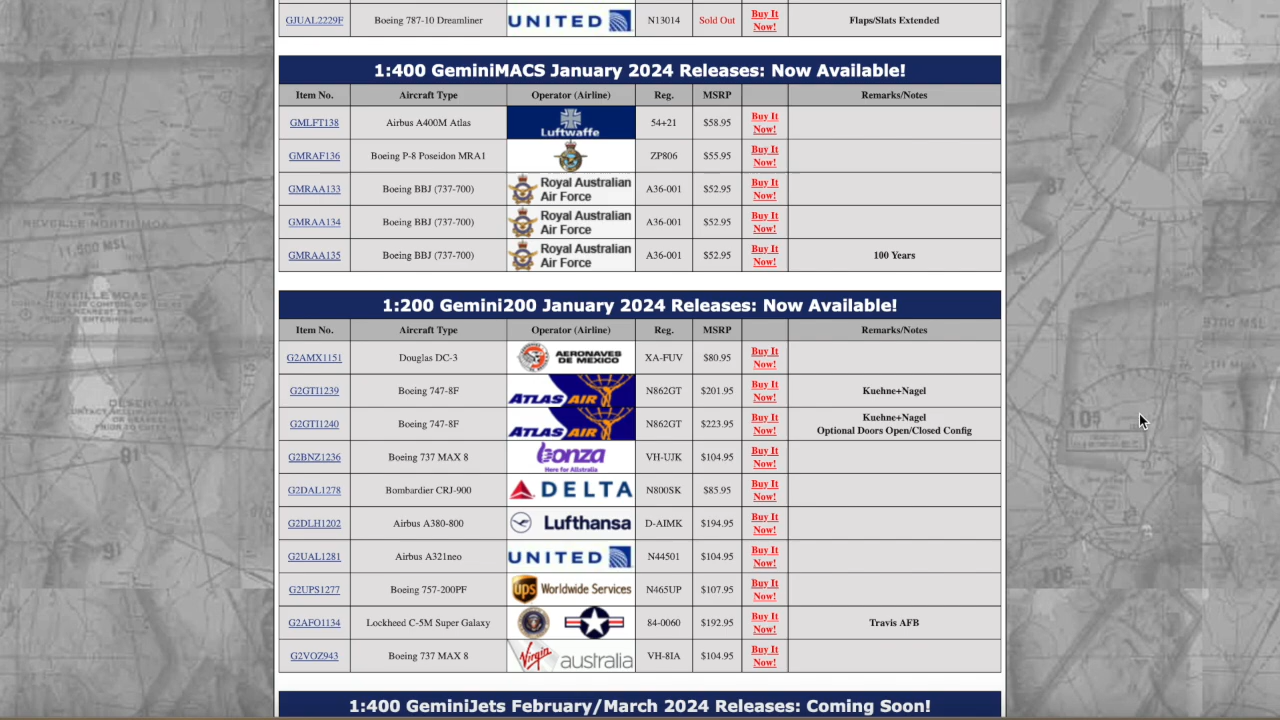 GJUAL2229F Boeing 787-10 Dreamliner UNITED N13014 Sold Out Buy It Now! Flaps/Slats Extended
1:400 GeminiMACS January 2024 Releases: Now Available!
Item No. Aircraft Type Operator (Airline) Reg. MSRP Remarks/Notes
GMLFT138 Airbus A400M Atlas Luftwaffe 54+21 $58.95 Buy It Now!
GMRAF136 Boeing P-8 Poseidon MRA1 ZP806 $55.95 Buy It Now!
GMRAA133 Boeing BBJ (737-700) Royal Australian Air Force A36-001 $52.95 Buy It Now!
GMRAA134 Boeing BBJ (737-700) Royal Australian Air Force A36-001 $52.95 Buy It Now!
GMRAA135 Boeing BBJ (737-700) Royal Australian Air Force A36-001 $52.95 Buy It Now! 100 Years
1:200 Gemini200 January 2024 Releases: Now Available!
Item No. Aircraft Type Operator (Airline) Reg. MSRP Remarks/Notes
G2AMX1151 Douglas DC-3 AERONAVES DE MEXICO XA-FUV $80.95 Buy It Now!
G2GTI1239 Boeing 747-8F ATLAS AIR N862GT $201.95 Buy It Now! Kuehne+Nagel
G2GTI1240 Boeing 747-8F ATLAS AIR N862GT $223.95 Buy It Now! Kuehne+Nagel Optional Doors Open/Closed Config
G2BNZ1236 Boeing 737 MAX 8 bonza Here for Allstralia VH-UJK $104.95 Buy It Now!
G2DAL1278 Bombardier CRJ-900 DELTA N800SK $85.95 Buy It Now!
G2DLH1202 Airbus A380-800 Lufthansa D-AIMK $194.95 Buy It Now!
G2UAL1281 Airbus A321neo UNITED N44501 $104.95 Buy It Now!
G2UPS1277 Boeing 757-200PF ups Worldwide Services N465UP $107.95 Buy It Now!
G2AFO1134 Lockheed C-5M Super Galaxy 84-0060 $192.95 Buy It Now! Travis AFB
G2VOZ943 Boeing 737 MAX 8 Virgin australia VH-8IA $104.95 Buy It Now!
1:400 GeminiJets February/March 2024 Releases: Coming Soon!
116
REVEILLE NORTH MOA
11,500 MSL
91
91
105
105